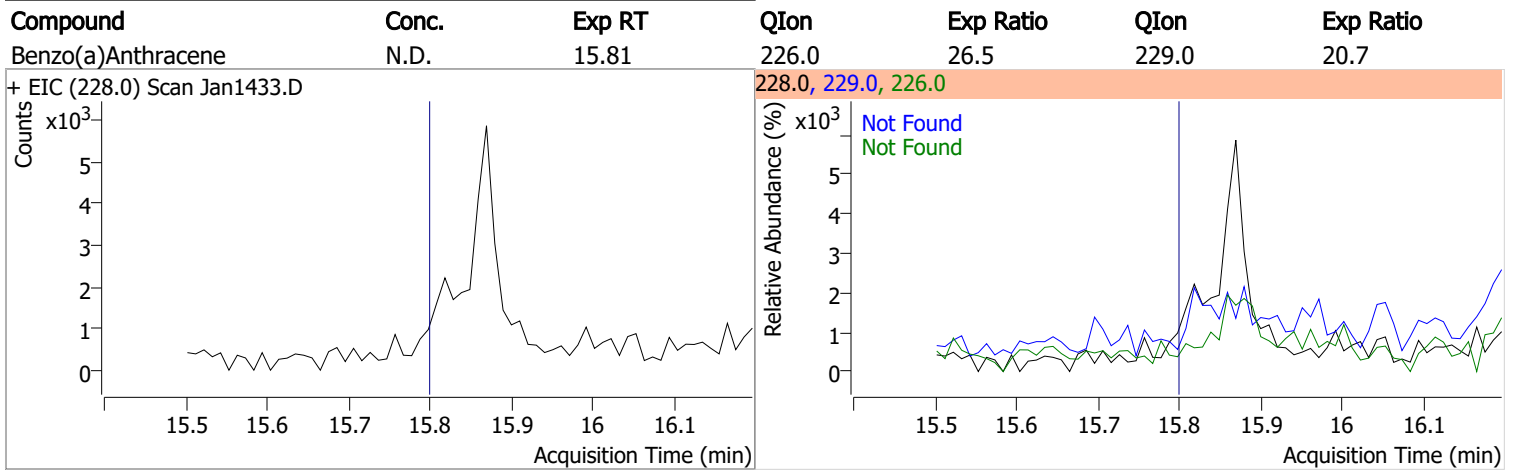 Compound Conc. Exp RT QIon Exp Ratio QIon Exp Ratio
Benzo(a)Anthracene N.D. 15.81 226.0 26.5 229.0 20.7
+ EIC (228.0) Scan Jan1433.D
Counts
x10³
5
4
3
2
1
0
15.5 15.6 15.7 15.8 15.9 16 16.1
Acquisition Time (min)
228.0, 229.0, 226.0
Relative Abundance (%)
x10³
Not Found
Not Found
5
4
3
2
1
0
15.5 15.6 15.7 15.8 15.9 16 16.1
Acquisition Time (min)